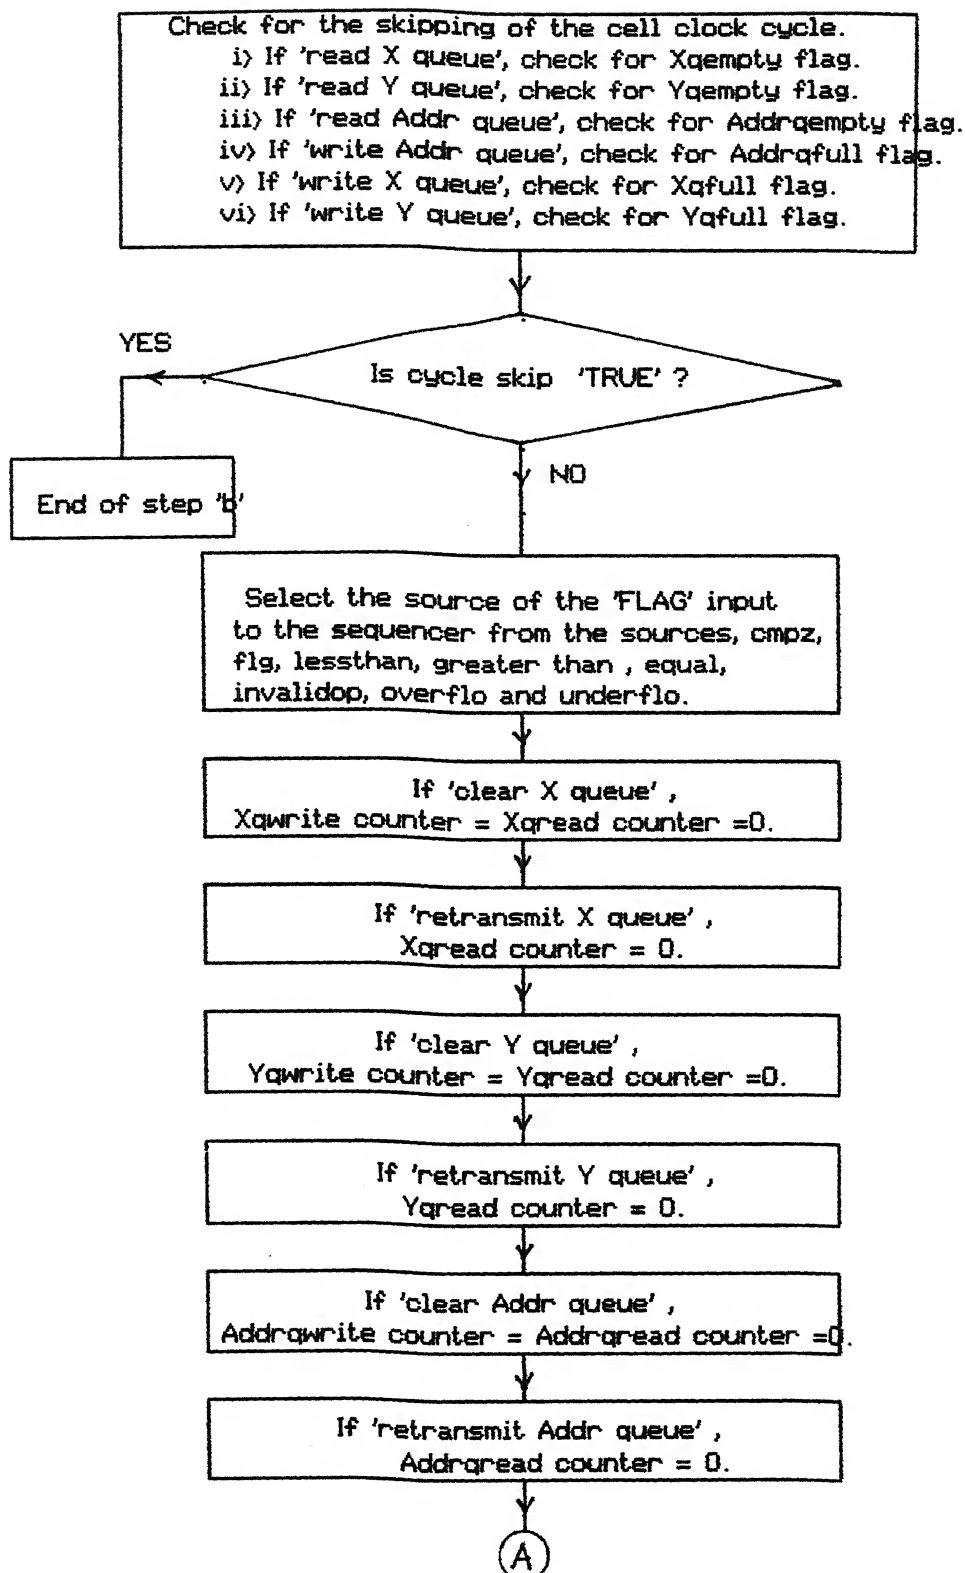 Check for the skipping of the cell clock cycle.
i) If 'read X queue', check for Xqempty flag.
ii) If 'read Y queue', check for Yqempty flag.
iii) If 'read Addr queue', check for Addrqempty flag.
iv) If 'write Addr queue', check for Addrqfull flag.
v) If 'write X queue', check for Xqfull flag.
vi) If 'write Y queue', check for Yqfull flag.
YES
Is cycle skip 'TRUE' ?
NO
End of step 'b'
Select the source of the 'FLAG' input
to the sequencer from the sources, cmpz,
flg, lessthan, greater than , equal,
invalidop, overflo and underflo.
If 'clear X queue' ,
Xqwrite counter = Xqread counter =0.
If 'retransmit X queue' ,
Xqread counter = 0.
If 'clear Y queue' ,
Yqwrite counter = Yqread counter =0.
If 'retransmit Y queue' ,
Yqread counter = 0.
If 'clear Addr queue' ,
Addrqwrite counter = Addrqread counter =0.
If 'retransmit Addr queue' ,
Addrqread counter = 0.
A